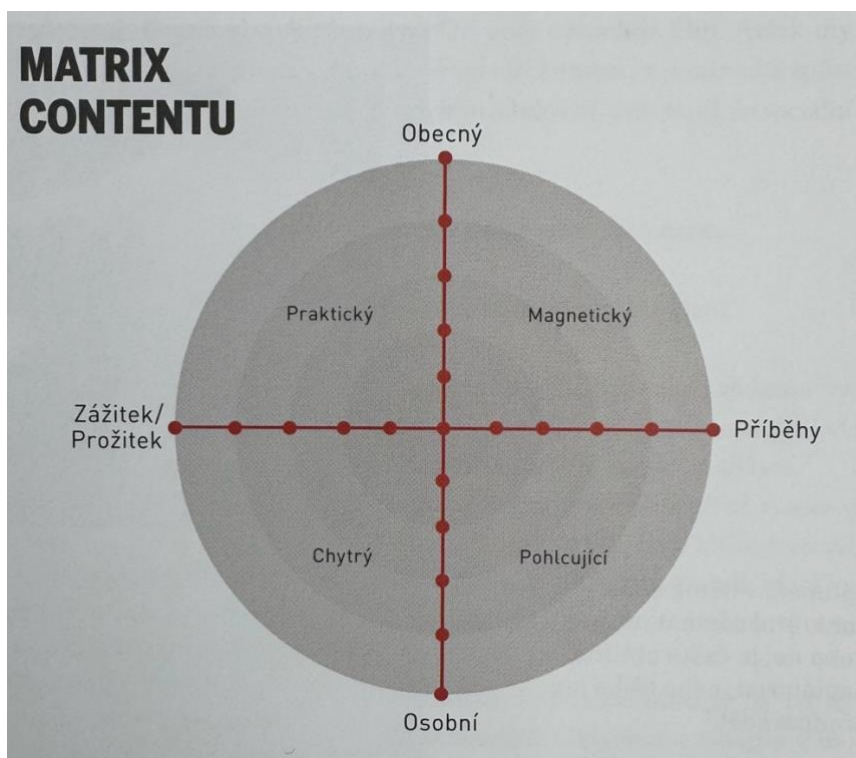 MATRIX
CONTENTU
Obecný
Praktický
Magnetický
Zážitek/
Prožitek
Příběhy
Chytrý
Pohlcující
Osobní